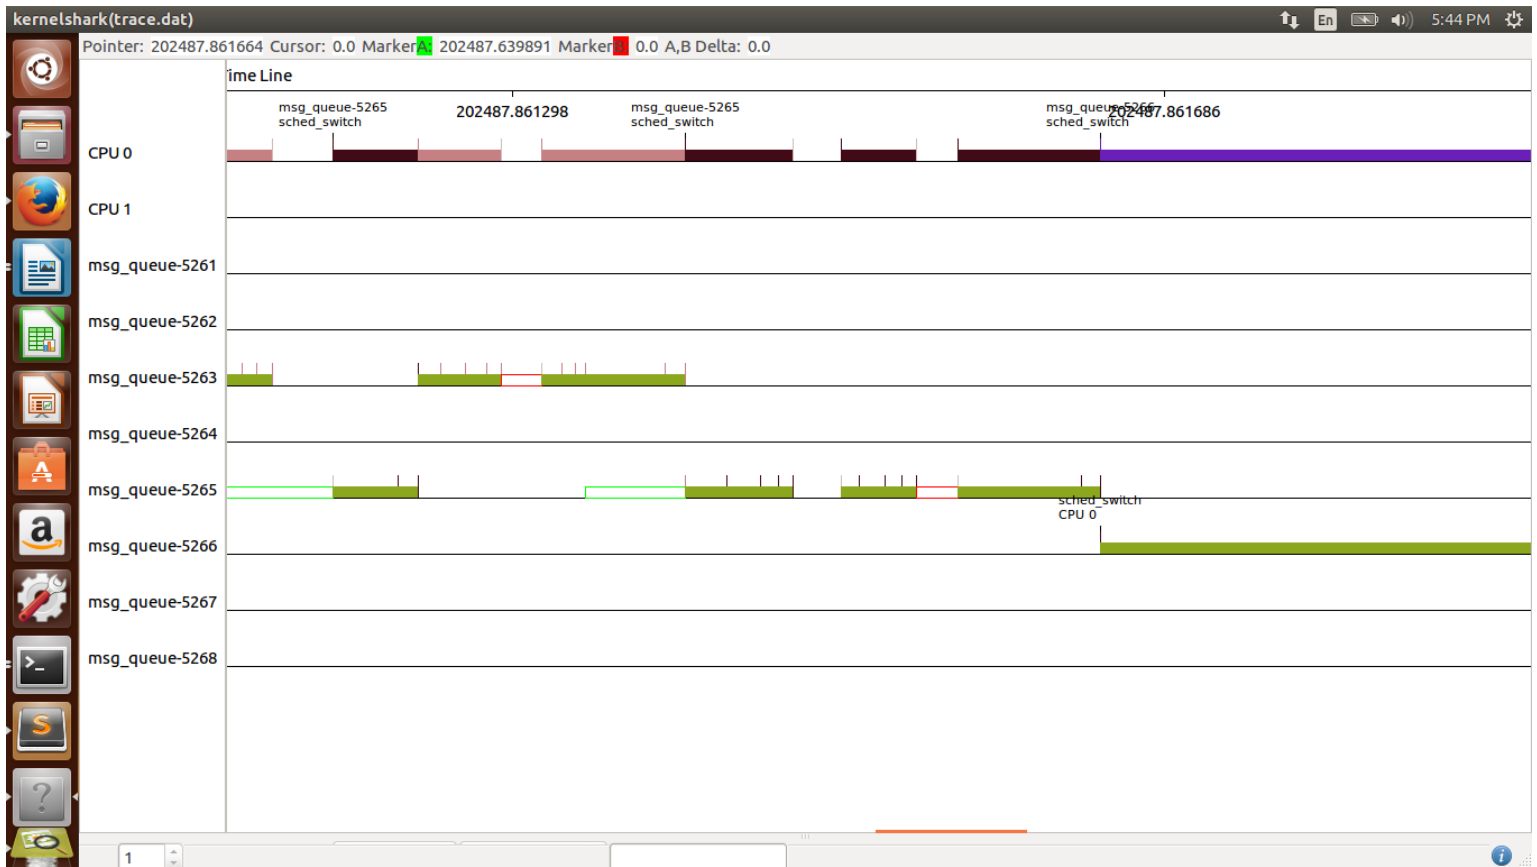 kernelshark(trace.dat)
En
5:44 PM
Pointer: 202487.861664 Cursor: 0.0 Marker A: 202487.639891 Marker B: 0.0 A,B Delta: 0.0
Time Line
msg_queue-5265
sched_switch
202487.861298
msg_queue-5265
sched_switch
msg_queue-5266
sched_switch
202487.861686
CPU 0
CPU 1
msg_queue-5261
msg_queue-5262
msg_queue-5263
msg_queue-5264
msg_queue-5265
sched_switch
CPU 0
msg_queue-5266
msg_queue-5267
msg_queue-5268
1